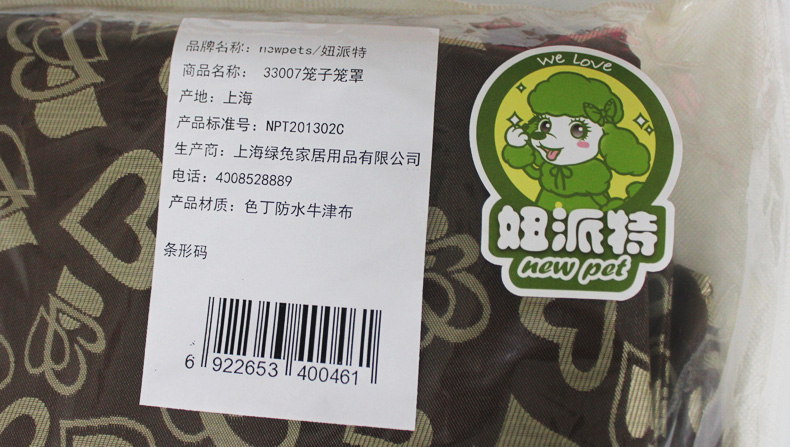 品牌名称：newpets/妞派特
商品名称： 33007笼子笼罩
产地：上海
产品标准号：NPT201302C
生产商：上海绿兔家居用品有限公司
电话：4008528889
产品材质：色丁防水牛津布
条形码
6 922653 400461
we Love
妞派特
new pet